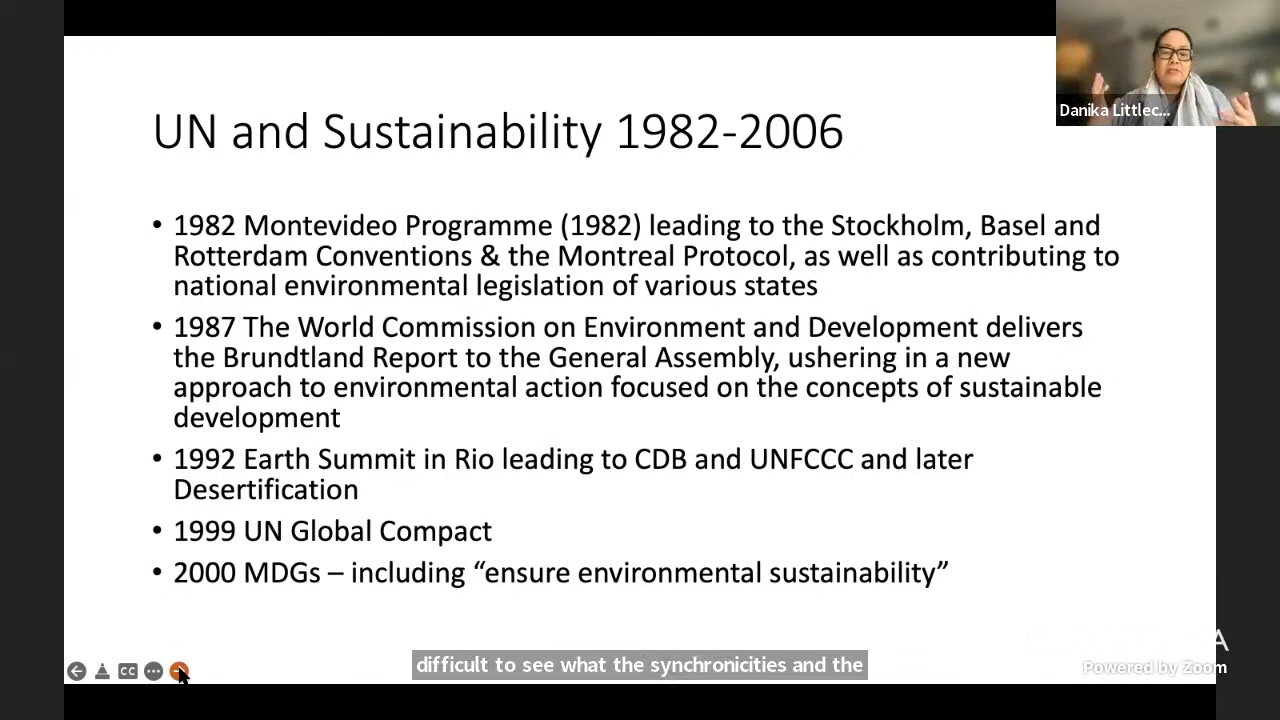 Danika Littlec...
UN and Sustainability 1982-2006
• 1982 Montevideo Programme (1982) leading to the Stockholm, Basel and
Rotterdam Conventions & the Montreal Protocol, as well as contributing to
national environmental legislation of various states
• 1987 The World Commission on Environment and Development delivers
the Brundtland Report to the General Assembly, ushering in a new
approach to environmental action focused on the concepts of sustainable
development
• 1992 Earth Summit in Rio leading to CDB and UNFCCC and later
Desertification
• 1999 UN Global Compact
• 2000 MDGs – including “ensure environmental sustainability”
difficult to see what the synchronicities and the
CC
Powered by Zoom